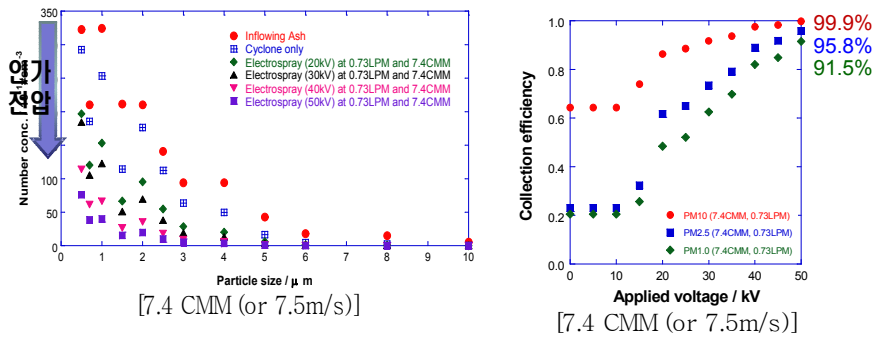 350
인가
전압
Number conc.
Inflowing Ash
Cyclone only
Electrospray (20kV) at 0.73LPM and 7.4CMM
Electrospray (30kV) at 0.73LPM and 7.4CMM
Electrospray (40kV) at 0.73LPM and 7.4CMM
Electrospray (50kV) at 0.73LPM and 7.4CMM
100
50
0
0 1 2 3 4 5 6 7 8 9 10
Particle size / μ m
[7.4 CMM (or 7.5m/s)]
99.9%
95.8%
91.5%
Collection efficiency
1.0
0.8
0.6
0.4
0.2
0.0
PM10 (7.4CMM, 0.73LPM)
PM2.5 (7.4CMM, 0.73LPM)
PM1.0 (7.4CMM, 0.73LPM)
0 10 20 30 40 50
Applied voltage / kV
[7.4 CMM (or 7.5m/s)]